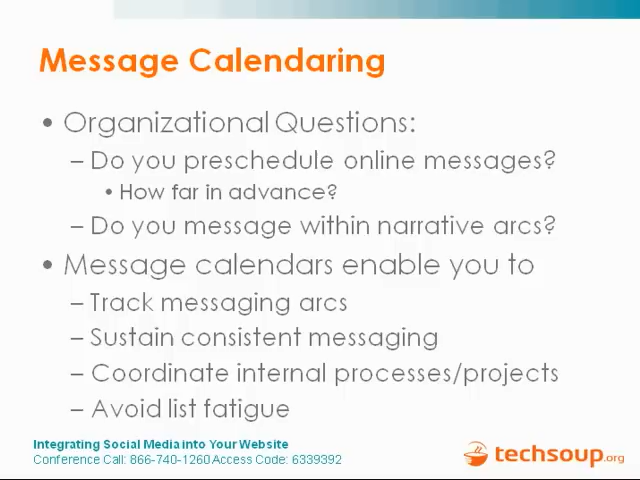 Message Calendaring
• Organizational Questions:
– Do you preschedule online messages?
• How far in advance?
– Do you message within narrative arcs?
• Message calendars enable you to
– Track messaging arcs
– Sustain consistent messaging
– Coordinate internal processes/projects
– Avoid list fatigue
Integrating Social Media into Your Website
Conference Call: 866-740-1260 Access Code: 6339392
techsoup.org